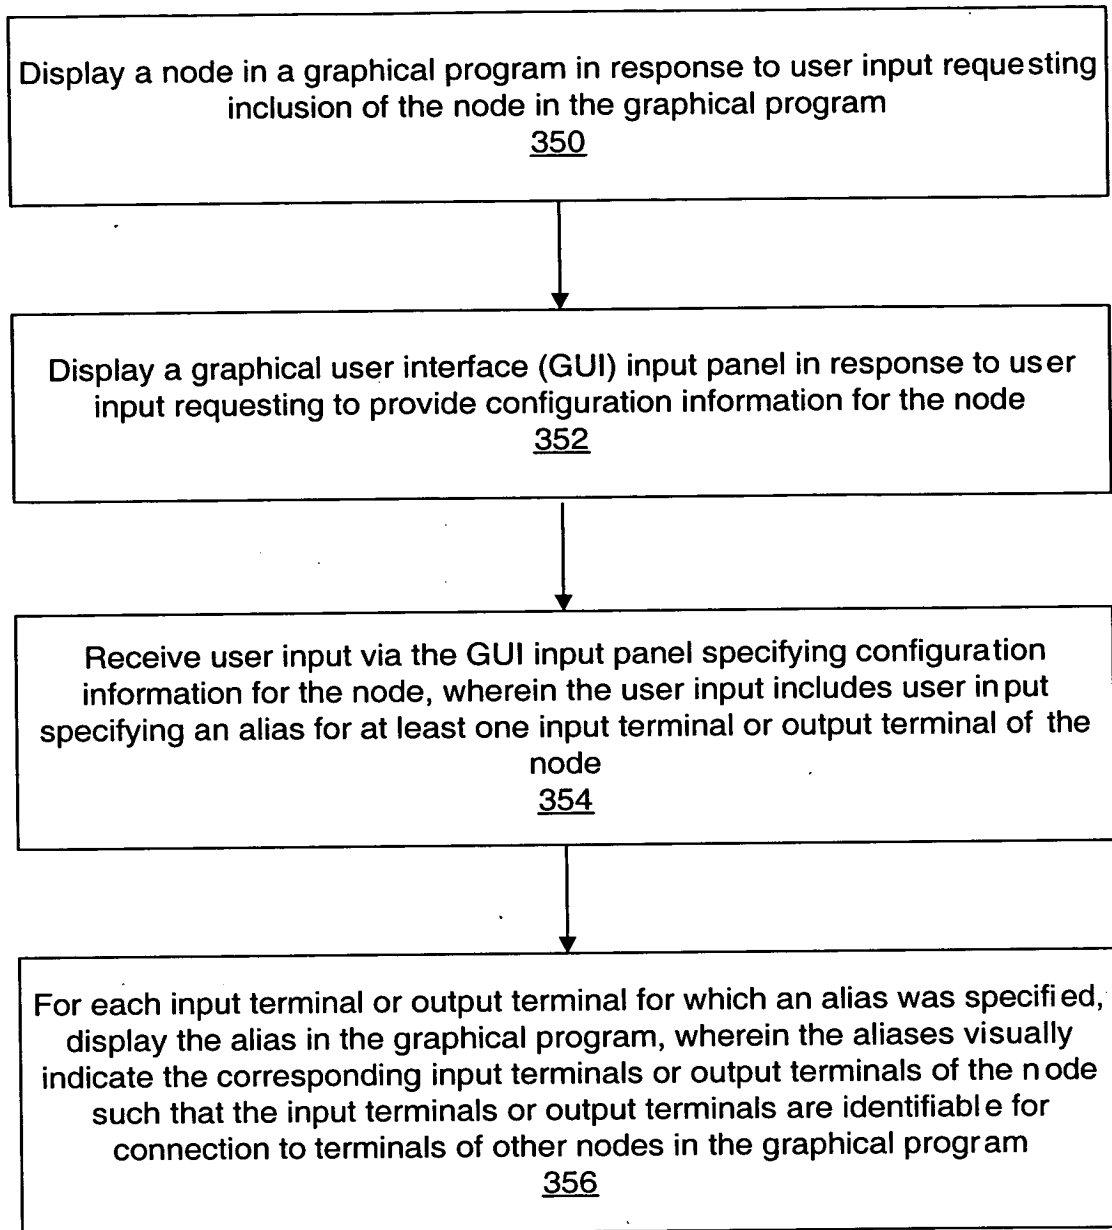 Display a node in a graphical program in response to user input requesting
inclusion of the node in the graphical program
350
Display a graphical user interface (GUI) input panel in response to user
input requesting to provide configuration information for the node
352
Receive user input via the GUI input panel specifying configuration
information for the node, wherein the user input includes user input
specifying an alias for at least one input terminal or output terminal of the
node
354
For each input terminal or output terminal for which an alias was specified,
display the alias in the graphical program, wherein the aliases visually
indicate the corresponding input terminals or output terminals of the node
such that the input terminals or output terminals are identifiable for
connection to terminals of other nodes in the graphical program
356